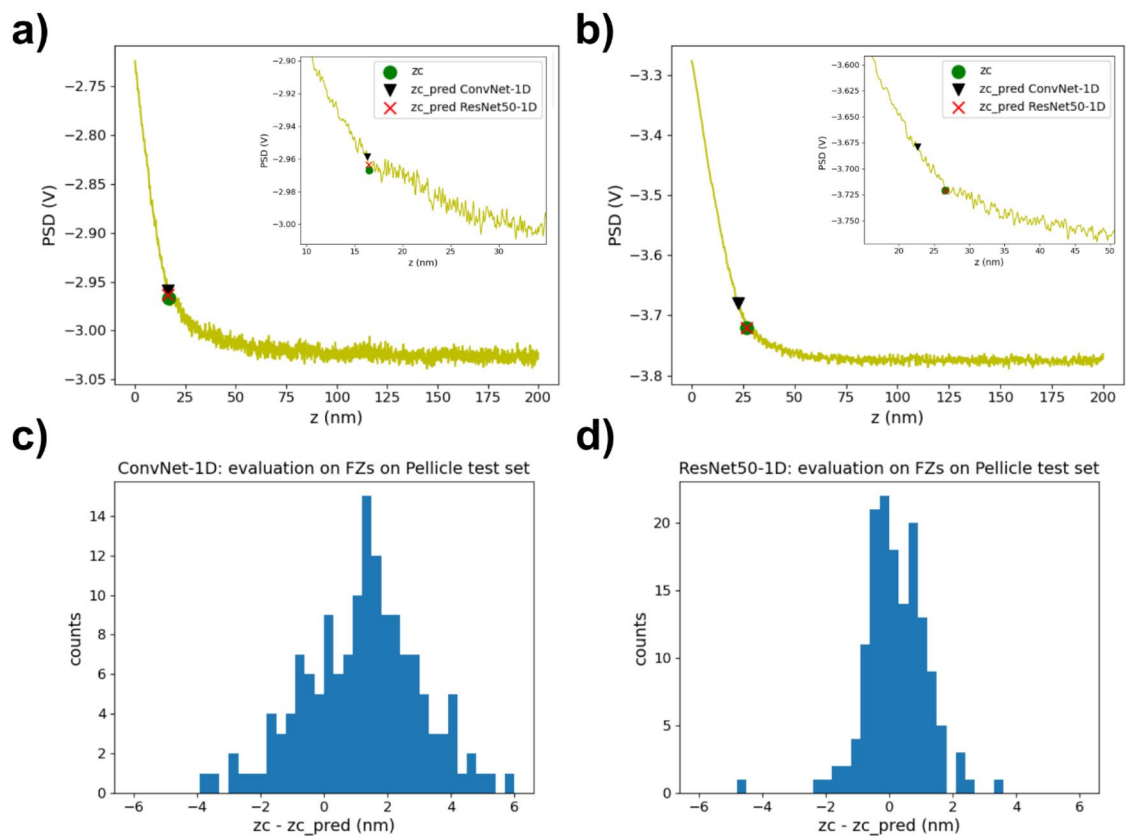 a)
PSD (V)
−2.75
−2.80
−2.85
−2.90
−2.95
−3.00
−3.05
0 25 50 75 100 125 150 175 200
z (nm)
PSD (V)
−2.90
−2.92
−2.94
−2.96
−2.98
−3.00
10 15 20 25 30
z (nm)
zc
zc_pred ConvNet-1D
zc_pred ResNet50-1D
b)
PSD (V)
−3.3
−3.4
−3.5
−3.6
−3.7
−3.8
0 25 50 75 100 125 150 175 200
z (nm)
PSD (V)
−3.600
−3.625
−3.650
−3.675
−3.700
−3.725
−3.750
20 25 30 35 40 45 50
z (nm)
zc
zc_pred ConvNet-1D
zc_pred ResNet50-1D
c)
ConvNet-1D: evaluation on FZs on Pellicle test set
counts
14
12
10
8
6
4
2
0
−6 −4 −2 0 2 4 6
zc - zc_pred (nm)
d)
ResNet50-1D: evaluation on FZs on Pellicle test set
counts
20
15
10
5
0
−6 −4 −2 0 2 4 6
zc - zc_pred (nm)